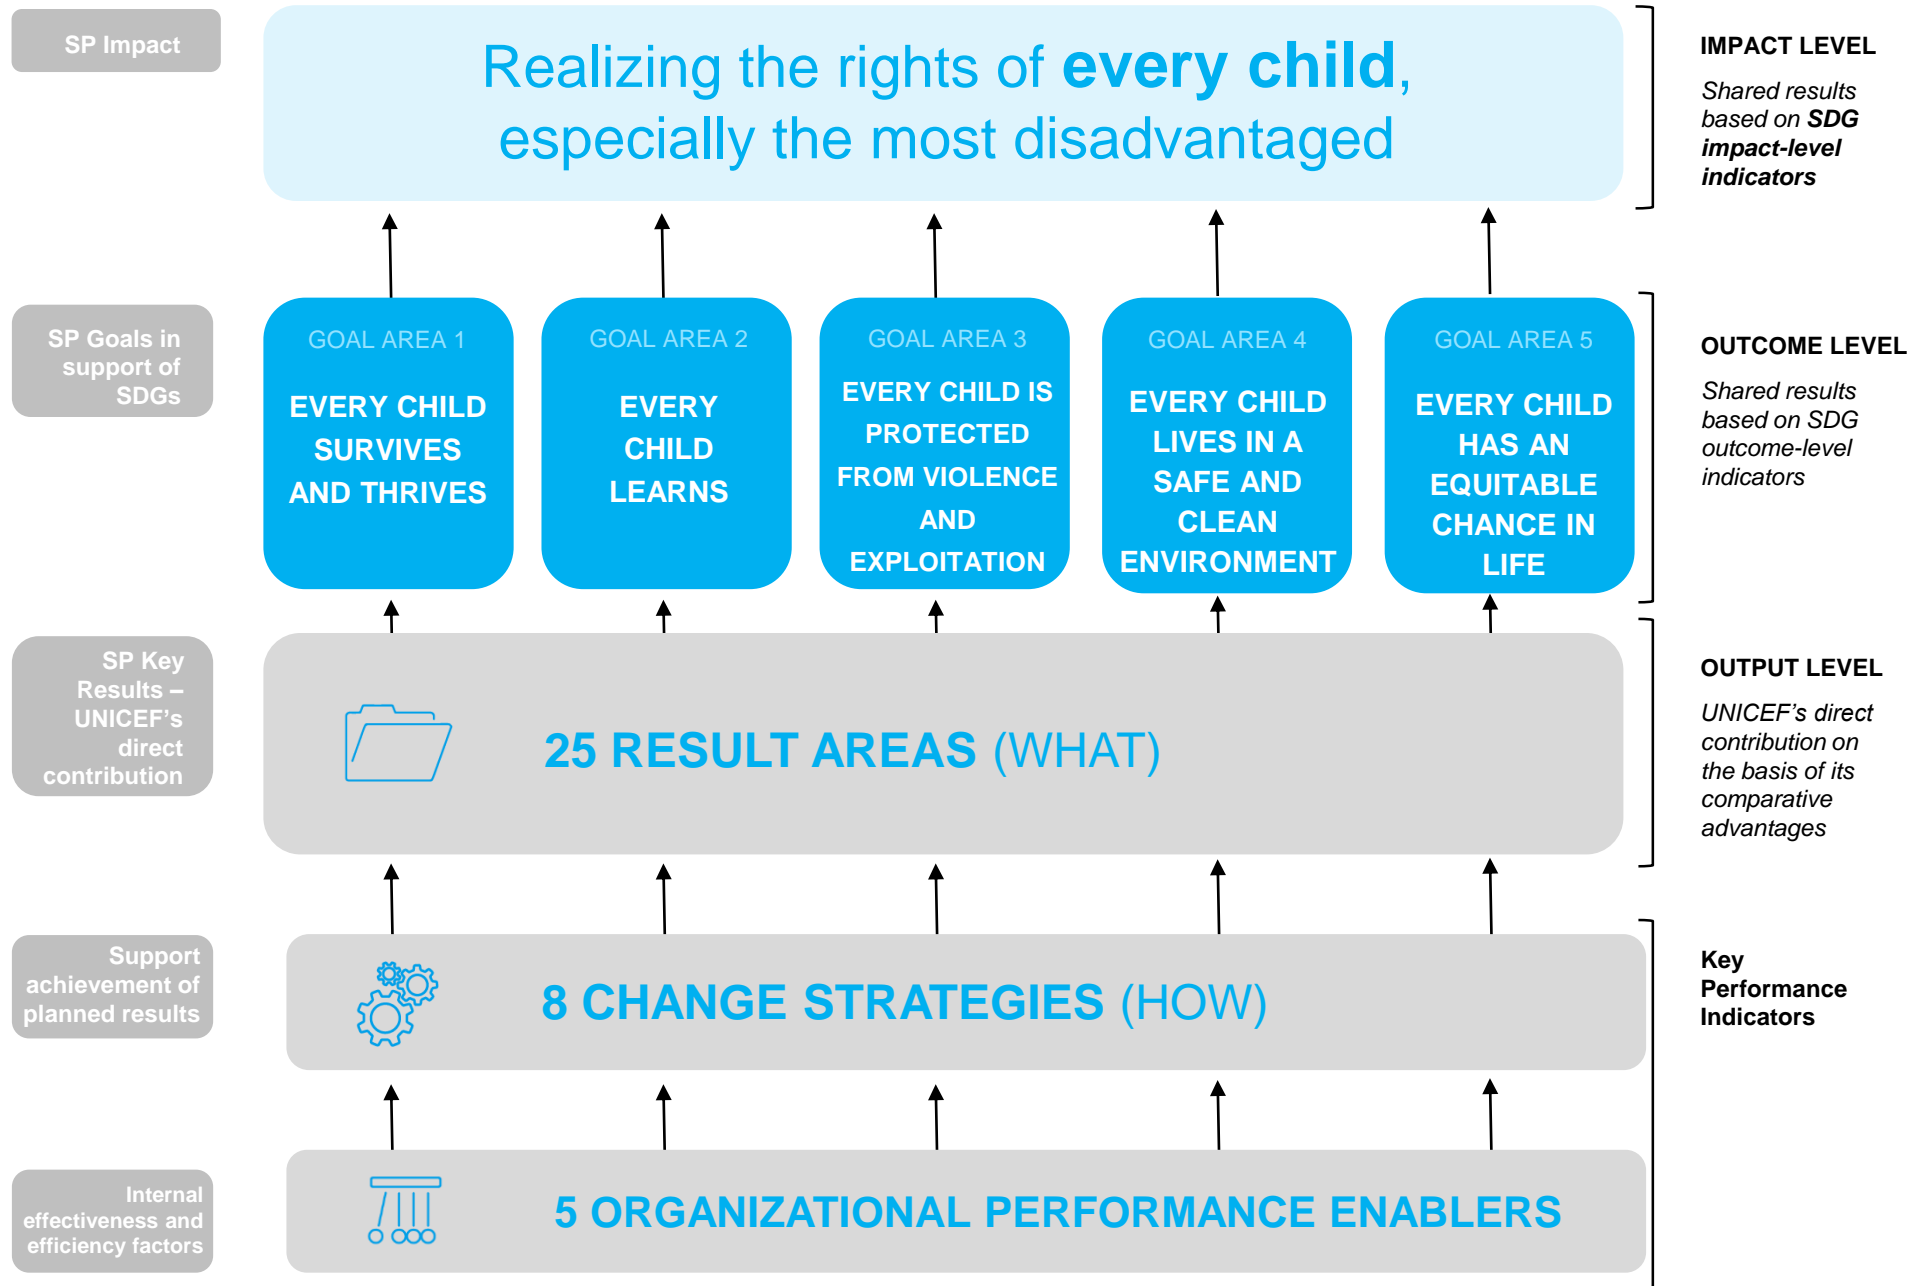 SP Impact
Realizing the rights of every child,
especially the most disadvantaged
IMPACT LEVEL
Shared results
based on SDG
impact-level
indicators
SP Goals in
support of
SDGs
GOAL AREA 1
EVERY CHILD
SURVIVES
AND THRIVES
GOAL AREA 2
EVERY
CHILD
LEARNS
GOAL AREA 3
EVERY CHILD IS
PROTECTED
FROM VIOLENCE
AND
EXPLOITATION
GOAL AREA 4
EVERY CHILD
LIVES IN A
SAFE AND
CLEAN
ENVIRONMENT
GOAL AREA 5
EVERY CHILD
HAS AN
EQUITABLE
CHANCE IN
LIFE
OUTCOME LEVEL
Shared results
based on SDG
outcome-level
indicators
SP Key
Results –
UNICEF’s
direct
contribution
25 RESULT AREAS (WHAT)
OUTPUT LEVEL
UNICEF’s direct
contribution on
the basis of its
comparative
advantages
Support
achievement of
planned results
8 CHANGE STRATEGIES (HOW)
Key
Performance
Indicators
Internal
effectiveness and
efficiency factors
5 ORGANIZATIONAL PERFORMANCE ENABLERS